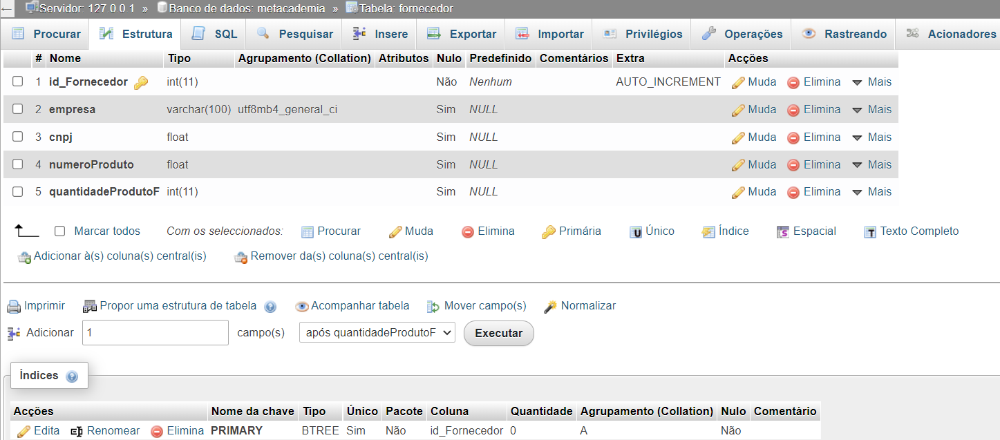 Servidor: 127.0.0.1 » Banco de dados: metacademia » Tabela: fornecedor
Procurar Estrutura SQL Pesquisar Insere Exportar Importar Privilégios Operações Rastreando Acionadores
# Nome Tipo Agrupamento (Collation) Atributos Nulo Predefinido Comentários Extra Acções
1 id_Fornecedor int(11) Não Nenhum AUTO_INCREMENT Muda Elimina Mais
2 empresa varchar(100) utf8mb4_general_ci Sim NULL Muda Elimina Mais
3 cnpj float Sim NULL Muda Elimina Mais
4 numeroProduto float Sim NULL Muda Elimina Mais
5 quantidadeProdutoF int(11) Sim NULL Muda Elimina Mais
Marcar todos Com os seleccionados: Procurar Muda Elimina Primária Único Índice Espacial Texto Completo
Adicionar à(s) coluna(s) central(is) Remover da(s) coluna(s) central(is)
Imprimir Propor uma estrutura de tabela Acompanhar tabela Mover campo(s) Normalizar
Adicionar 1 campo(s) após quantidadeProdutoF Executar
Índices
Acções Nome da chave Tipo Único Pacote Coluna Quantidade Agrupamento (Collation) Nulo Comentário
Edita Renomear Elimina PRIMARY BTREE Sim Não id_Fornecedor 0 A Não